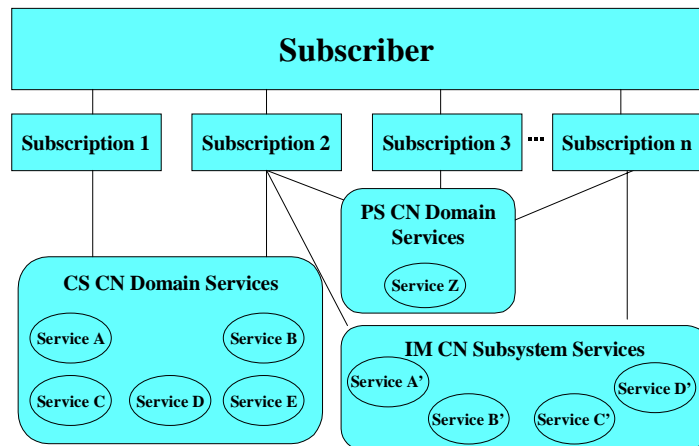 Subscriber
Subscription 1
Subscription 2
Subscription 3
...
Subscription n
PS CN Domain
Services
Service Z
CS CN Domain Services
Service A
Service B
Service C
Service D
Service E
IM CN Subsystem Services
Service A’
Service B’
Service C’
Service D’